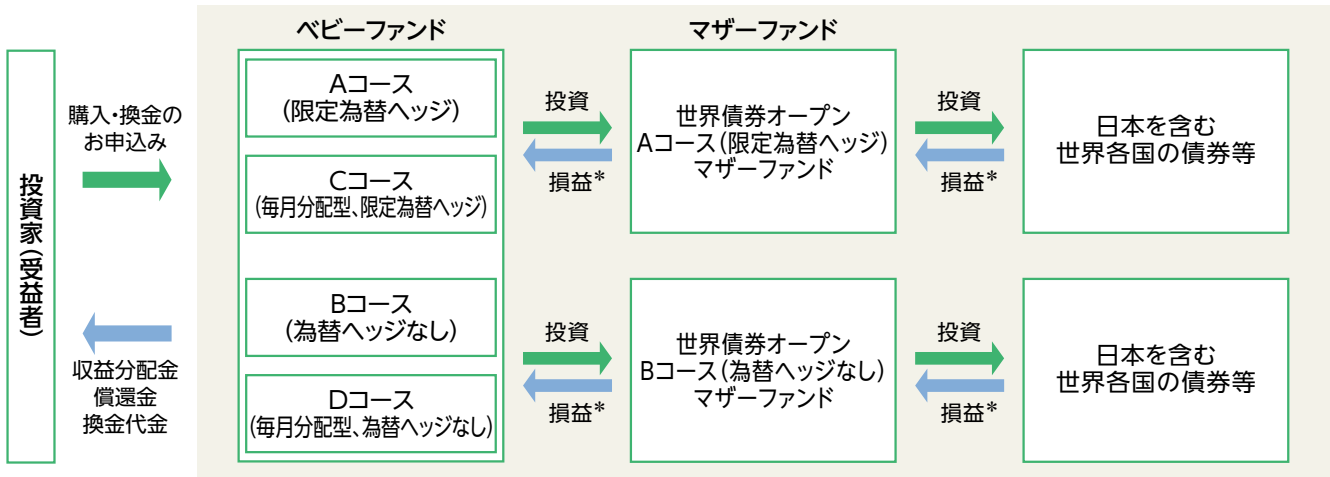 投資家(受益者)
購入・換金の
お申込み
収益分配金
償還金
換金代金
ベビーファンド
Aコース
(限定為替ヘッジ)
Cコース
(毎月分配型、限定為替ヘッジ)
Bコース
(為替ヘッジなし)
Dコース
(毎月分配型、為替ヘッジなし)
投資
損益*
投資
損益*
マザーファンド
世界債券オープン
Aコース(限定為替ヘッジ)
マザーファンド
世界債券オープン
Bコース(為替ヘッジなし)
マザーファンド
投資
損益*
投資
損益*
日本を含む
世界各国の債券等
日本を含む
世界各国の債券等